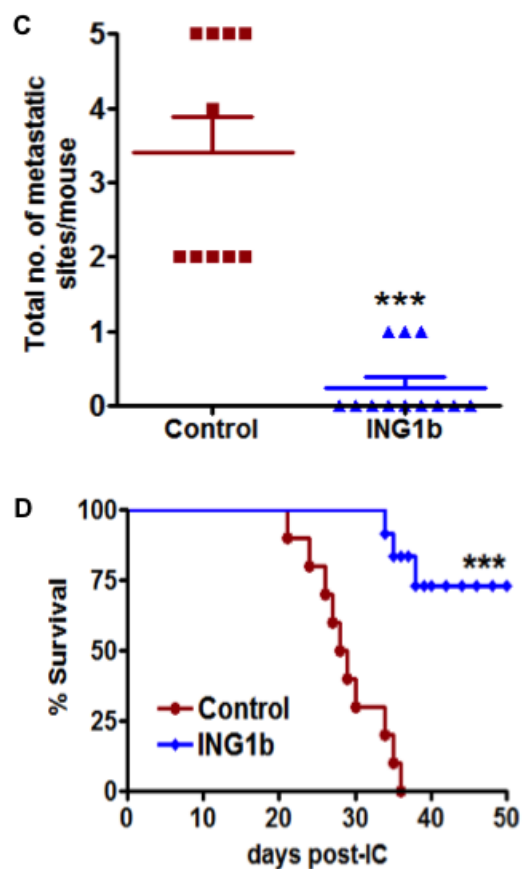 C
Total no. of metastatic
sites/mouse
5
4
3
2
1
0
***
Control
ING1b
D
% Survival
100
75
50
25
0
***
Control
ING1b
0
10
20
30
40
50
days post-IC